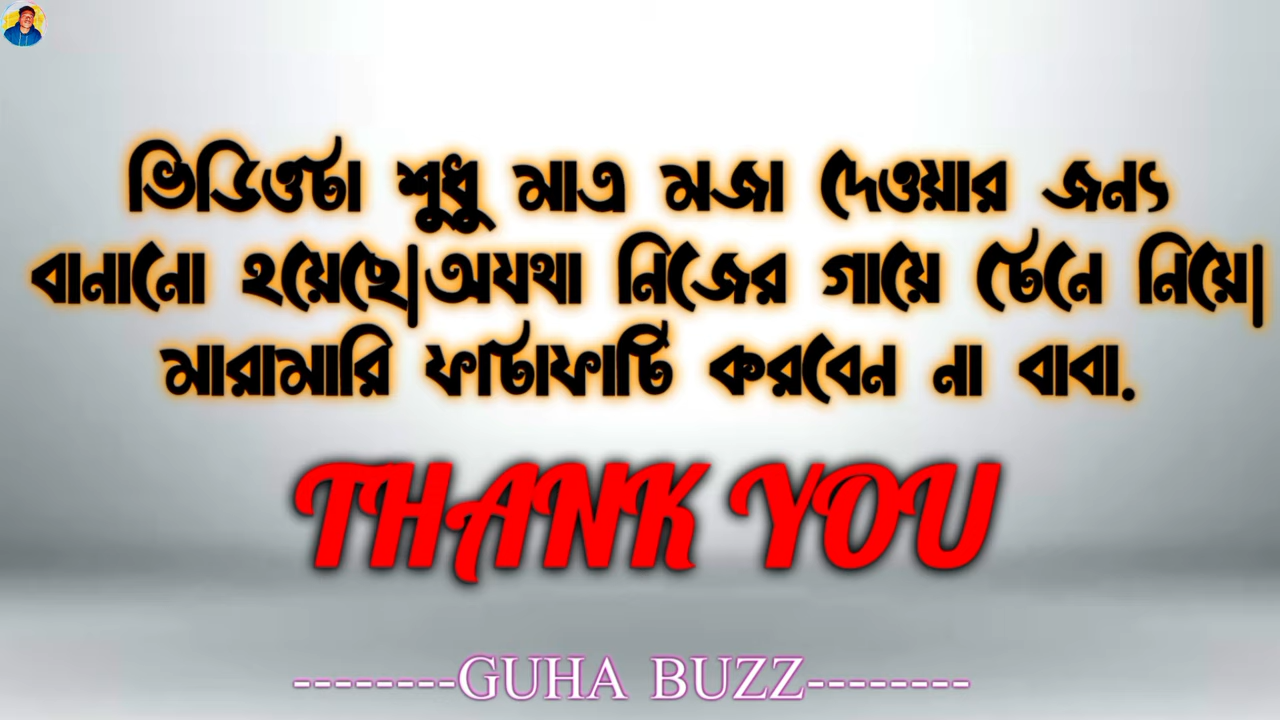 ভিডিওটা শুধু মাত্র মজা দেওয়ার জন্য
বানানো হয়েছে|অযথা নিজের গায়ে টেনে নিয়ে|
মারামারি ফাটাফাটি করবেন না বাবা.
THANK YOU
--------GUHA BUZZ--------